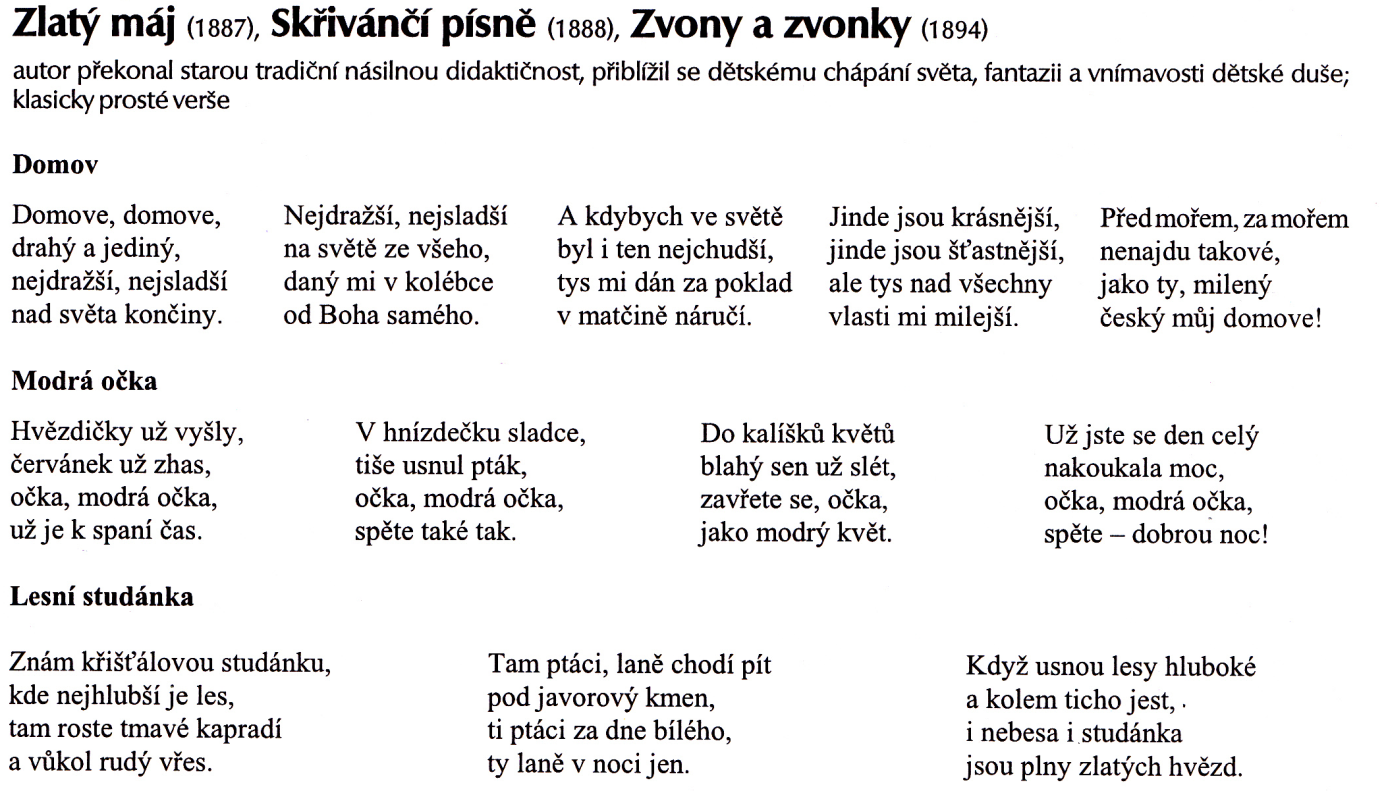 Zlatý máj (1887), Skřivánčí písně (1888), Zvony a zvonky (1894)
autor překonal starou tradiční násilnou didaktičnost, přiblížil se dětskému chápání světa, fantazii a vnímavosti dětské duše;
klasicky prosté verše
Domov
Domove, domove,
drahý a jediný,
nejdražší, nejsladší
nad světa končiny.
Nejdražší, nejsladší
na světě ze všeho,
daný mi v kolébce
od Boha samého.
A kdybych ve světě
byl i ten nejchudší,
tys mi dán za poklad
v matčině náručí.
Jinde jsou krásnější,
jinde jsou šťastnější,
ale tys nad všechny
vlasti mi milejší.
Před mořem, za mořem
nenajdu takové,
jako ty, milený
český můj domove!
Modrá očka
Hvězdičky už vyšly,
červánek už zhas,
očka, modrá očka,
už je k spaní čas.
V hnízdečku sladce,
tiše usnul pták,
očka, modrá očka,
spěte také tak.
Do kalíšků květů
blahý sen už slét,
zavřete se, očka,
jako modrý květ.
Už jste se den celý
nakoukala moc,
očka, modrá očka,
spěte – dobrou noc!
Lesní studánka
Znám křišťálovou studánku,
kde nejhlubší je les,
tam roste tmavé kapradí
a vůkol rudý vřes.
Tam ptáci, laně chodí pít
pod javorový kmen,
ti ptáci za dne bílého,
ty laně v noci jen.
Když usnou lesy hluboké
a kolem ticho jest,
i nebesa i studánka
jsou plny zlatých hvězd.